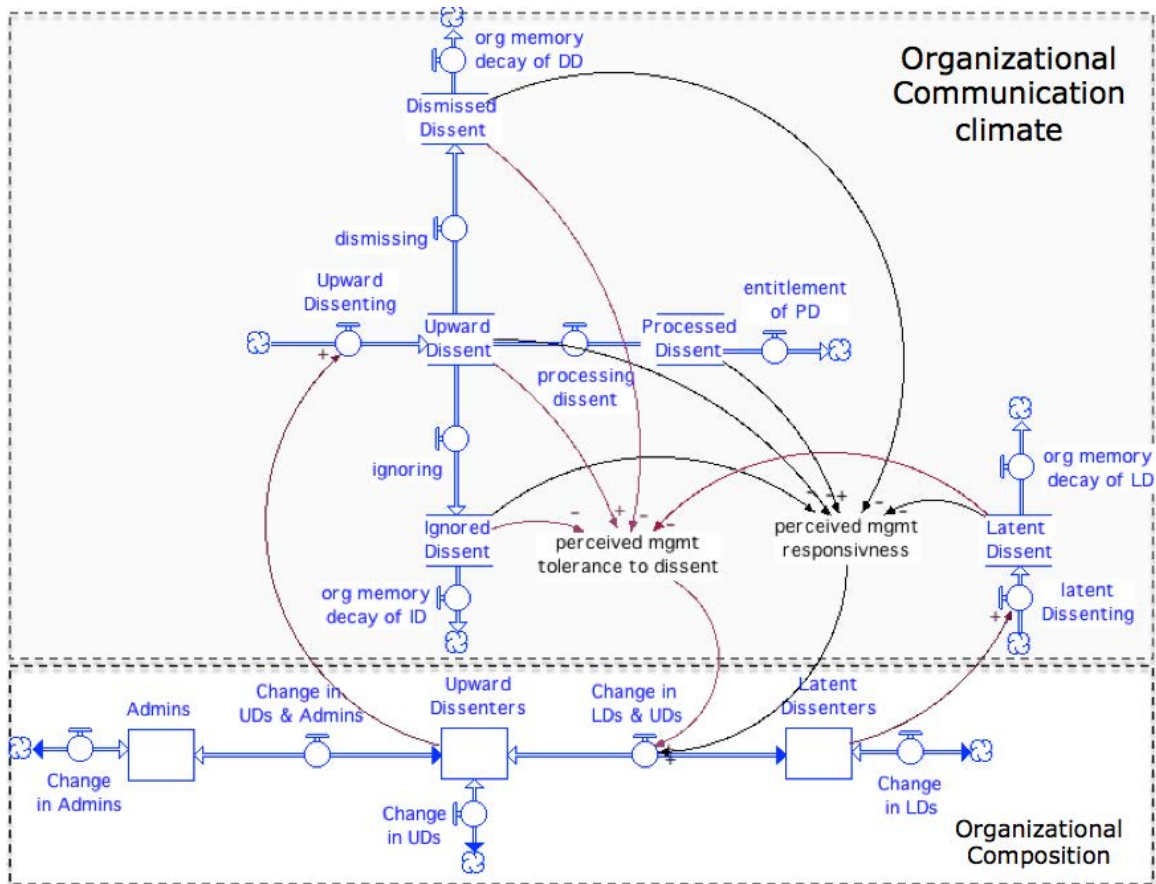 org memory
decay of DD
Organizational
Communication
climate
Dismissed
Dissent
dismissing
Upward
Dissenting
entitlement
of PD
+
Upward
Dissent
Processed
Dissent
processing
dissent
ignoring
org memory
decay of LD
- + - -
- - + - -
Ignored
Dissent
perceived mgmt
tolerance to dissent
perceived mgmt
responsivness
Latent
Dissent
org memory
decay of ID
+
latent
Dissenting
Admins
Change in
UDs & Admins
Upward
Dissenters
Change in
LDs & UDs
Latent
Dissenters
+
Change
in Admins
Change
in UDs
Change
in LDs
Organizational
Composition